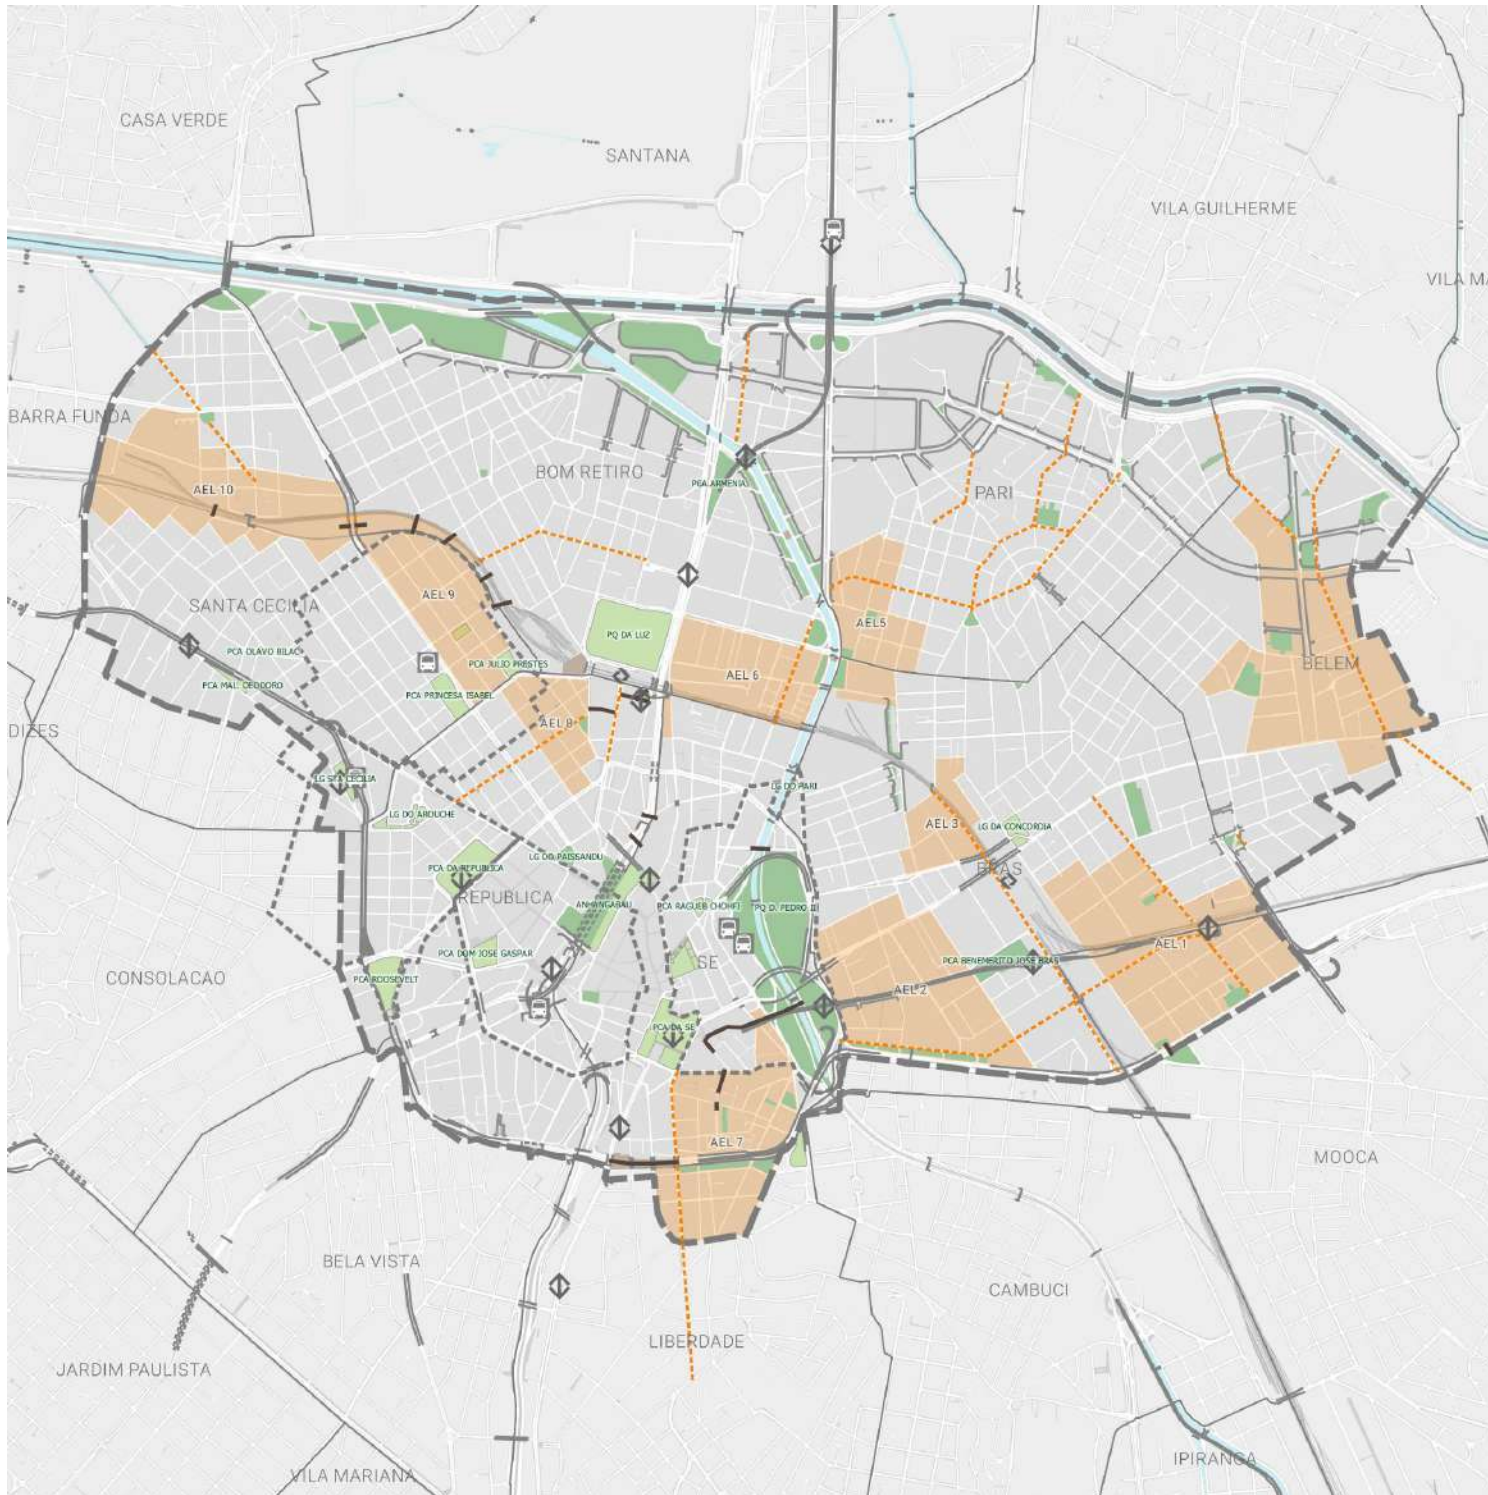 CASA VERDE
SANTANA
VILA GUILHERME
VILA MA
BARRA FUNDA
BOM RETIRO
PCA ARMENIA
AEL 10
PARI
AEL 9
SANTA CECILIA
AEL5
PQ DA LUZ
PCA OLAVO BILAC
PCA JULIO PRESTES
BELEM
AEL 6
PCA MAL. DEODORO
PCA PRINCESA ISABEL
AEL 8
DIZES
LG STA CECILIA
LG DO PARI
LG DO AROUCHE
AEL 3
LG DA CONCORDIA
LG DO PAISSANDU
PCA DA REPUBLICA
BRAS
REPUBLICA
ANHANGABAU
PCA RAGUEB CHOHFI
PQ D. PEDRO II
AEL 1
PCA DOM JOSE GASPAR
SE
PCA BENEMERITO JOSE BRAS
CONSOLACAO
PCA ROOSEVELT
AEL 2
PCA DA SE
AEL 7
MOOCA
BELA VISTA
CAMBUCI
LIBERDADE
JARDIM PAULISTA
IPIRANGA
VILA MARIANA